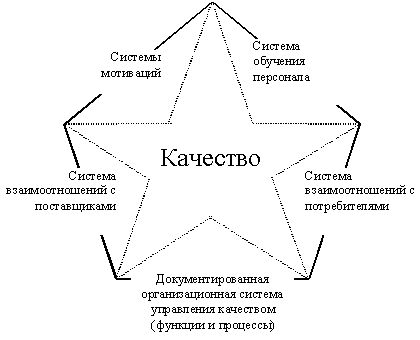 Системы
мотиваций
Система
обучения
персонала
Качество
Система
взаимоотношений с
поставщиками
Система
взаимоотношений с
потребителями
Документированная
организационная система
управления качеством
(функции и процессы)